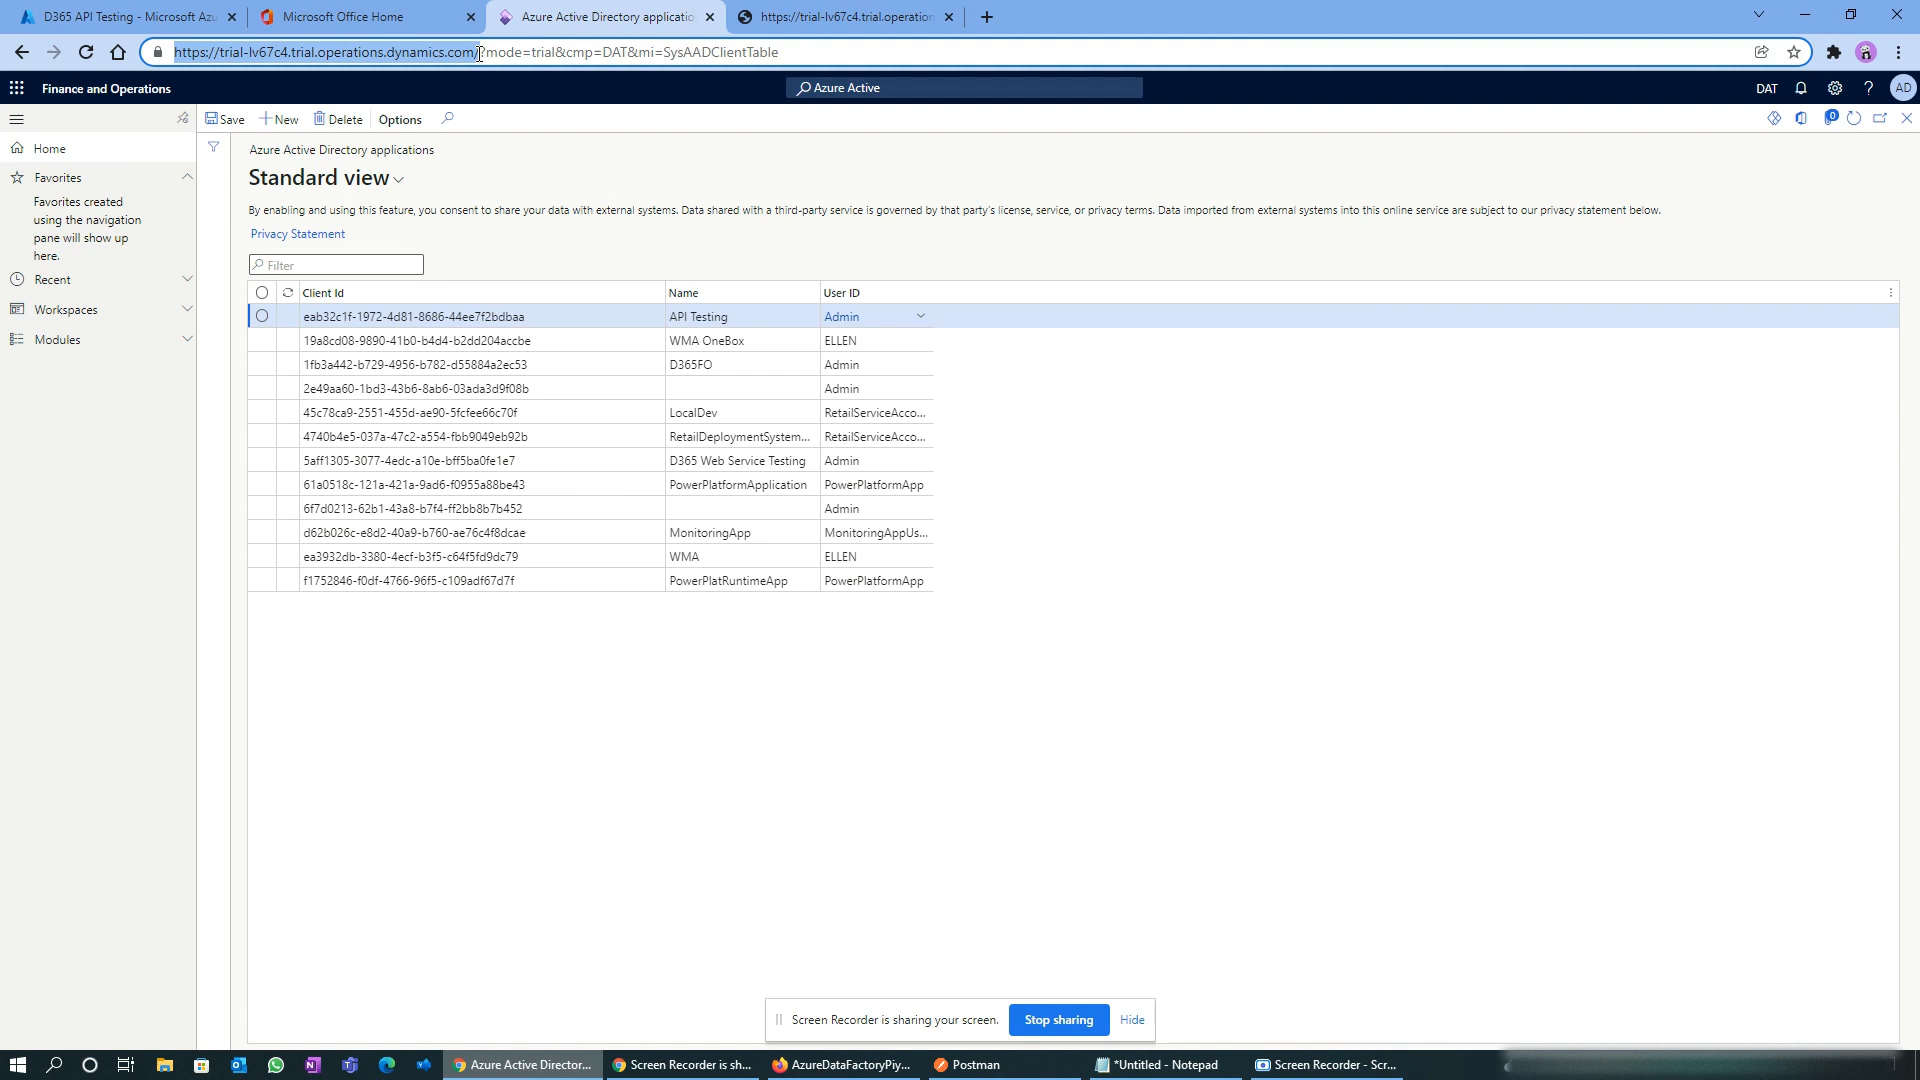 D365 API Testing - Microsoft Azu
Microsoft Office Home
Azure Active Directory applicatio
https://trial-lv67c4.trial.operation
https://trial-lv67c4.trial.operations.dynamics.com/?mode=trial&cmp=DAT&mi=SysAADClientTable
Finance and Operations
Azure Active
DAT
?
AD
Save
New
Delete
Options
0
Home
Favorites
Favorites created
using the navigation
pane will show up
here.
Recent
Workspaces
Modules
Azure Active Directory applications
Standard view
By enabling and using this feature, you consent to share your data with external systems. Data shared with a third-party service is governed by that party's license, service, or privacy terms. Data imported from external systems into this online service are subject to our privacy statement below.
Privacy Statement
Filter
Client Id Name User ID
eab32c1f-1972-4d81-8686-44ee7f2bdbaa API Testing Admin
19a8cd08-9890-41b0-b4d4-b2dd204accbe WMA OneBox ELLEN
1fb3a442-b729-4956-b782-d55884a2ec53 D365FO Admin
2e49aa60-1bd3-43b6-8ab6-03ada3d9f08b Admin
45c78ca9-2551-455d-ae90-5fcfee66c70f LocalDev RetailServiceAcco...
4740b4e5-037a-47c2-a554-fbb9049eb92b RetailDeploymentSystem... RetailServiceAcco...
5aff1305-3077-4edc-a10e-bff5ba0fe1e7 D365 Web Service Testing Admin
61a0518c-121a-421a-9ad6-f0955a88be43 PowerPlatformApplication PowerPlatformApp
6f7d0213-62b1-43a8-b7f4-ff2bb8b7b452 Admin
d62b026c-e8d2-40a9-b760-ae76c4f8dcae MonitoringApp MonitoringAppUs...
ea3932db-3380-4ecf-b3f5-c64f5fd9dc79 WMA ELLEN
f1752846-f0df-4766-96f5-c109adf67d7f PowerPlatRuntimeApp PowerPlatformApp
Screen Recorder is sharing your screen.
Stop sharing
Hide
Azure Active Director...
Screen Recorder is sh...
AzureDataFactoryPiy...
Postman
*Untitled - Notepad
Screen Recorder - Scr...